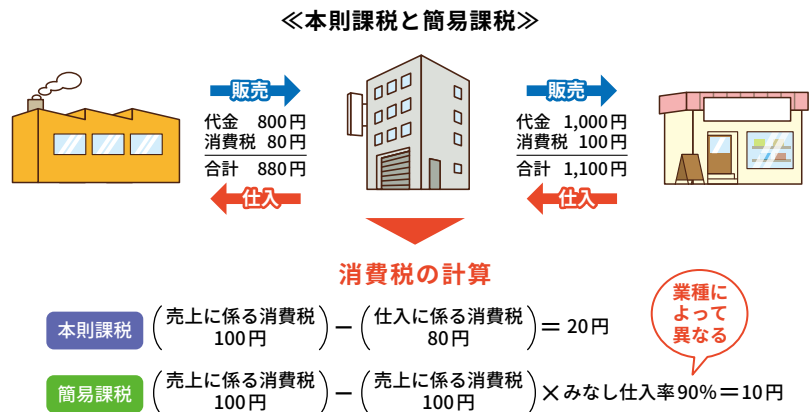 ≪本則課税と簡易課税≫
販売
代金 800円
消費税 80円
合計 880円
仕入
販売
代金 1,000円
消費税 100円
合計 1,100円
仕入
消費税の計算
業種に
よって
異なる
本則課税 (売上に係る消費税 100円) − (仕入に係る消費税 80円) = 20円
簡易課税 (売上に係る消費税 100円) − (売上に係る消費税 100円) × みなし仕入率90%=10円